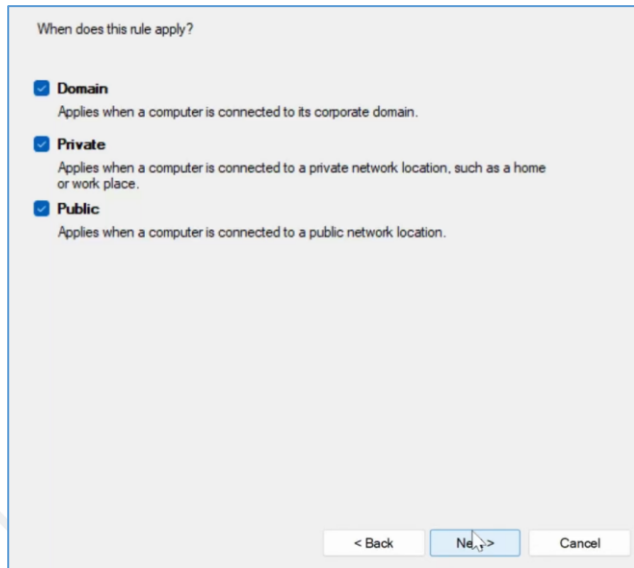 When does this rule apply?
Domain
Applies when a computer is connected to its corporate domain.
Private
Applies when a computer is connected to a private network location, such as a home
or work place.
Public
Applies when a computer is connected to a public network location.
< Back
Next >
Cancel